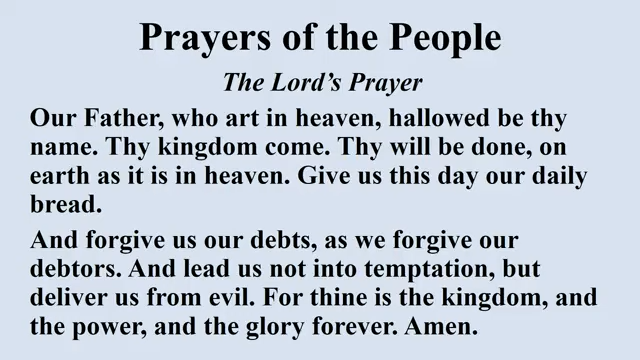 Prayers of the People
The Lord’s Prayer
Our Father, who art in heaven, hallowed be thy
name. Thy kingdom come. Thy will be done, on
earth as it is in heaven. Give us this day our daily
bread.
And forgive us our debts, as we forgive our
debtors. And lead us not into temptation, but
deliver us from evil. For thine is the kingdom, and
the power, and the glory forever. Amen.